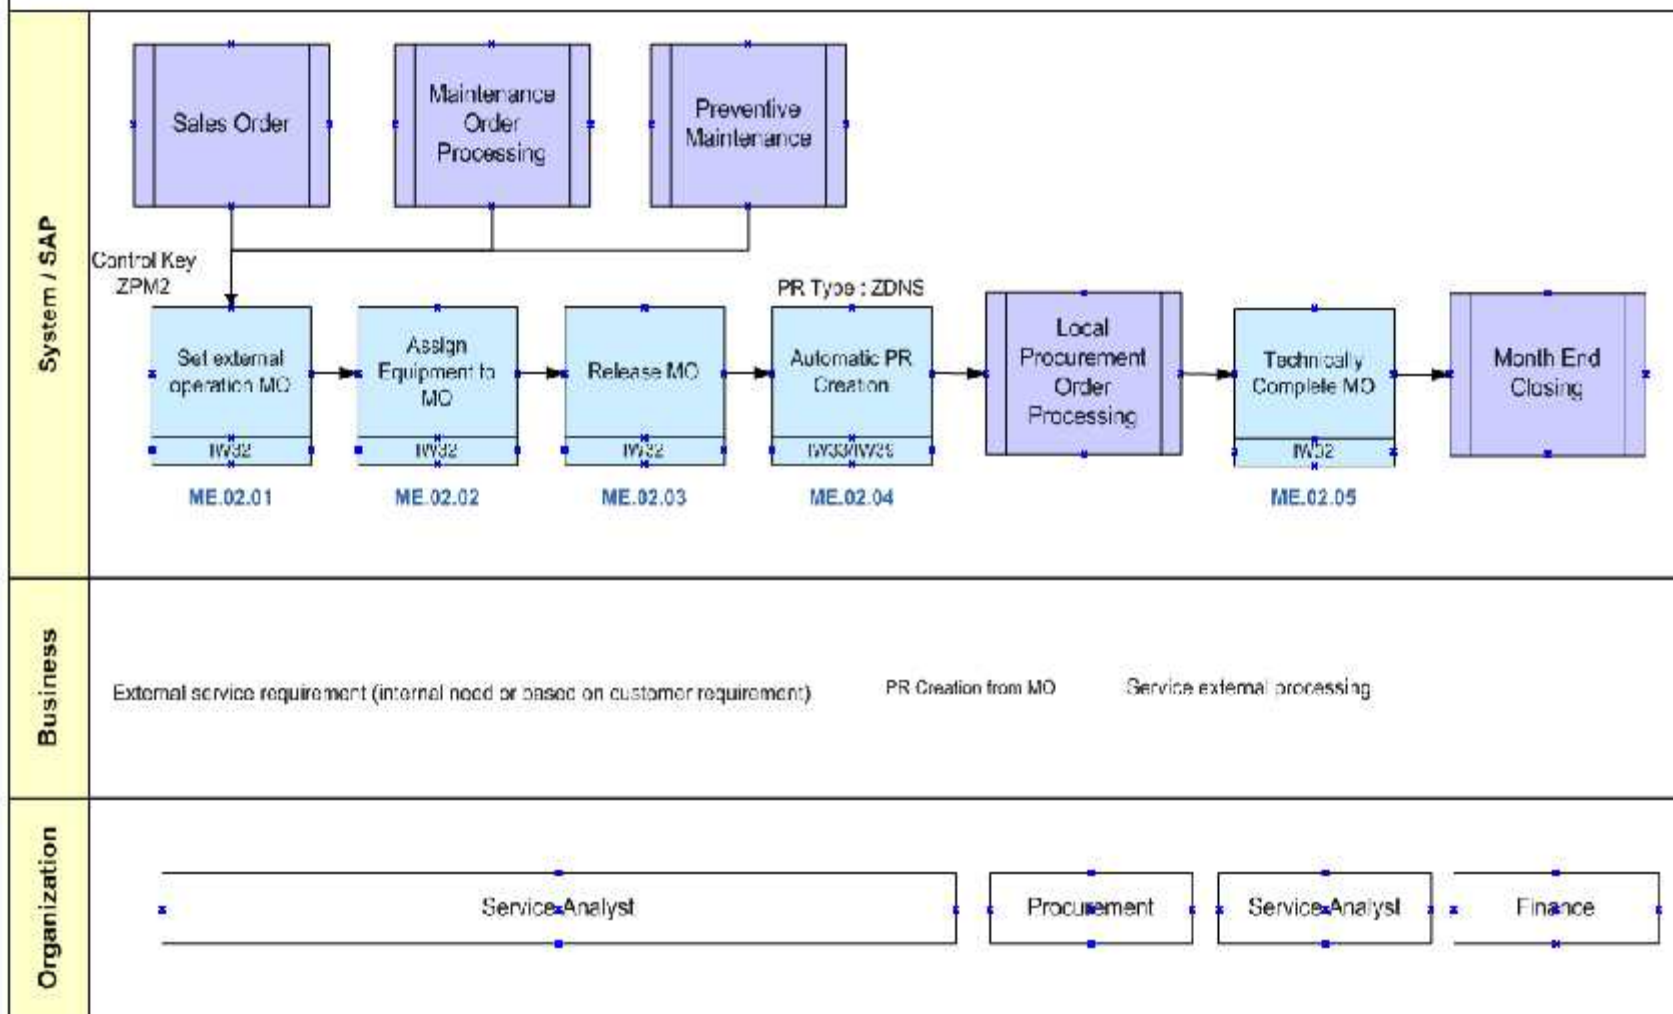 System / SAP
Sales Order
Maintenance
Order
Processing
Preventive
Maintenance
Control Key
ZPM2
PR Type : ZDNS
Set external
operation MO
IW32
ME.02.01
Assign
Equipment to
MO
IW32
ME.02.02
Release MO
IW32
ME.02.03
Automatic PR
Creation
IW33/IW39
ME.02.04
Local
Procurement
Order
Processing
Technically
Complete MO
IW32
ME.02.05
Month End
Closing
Business
External service requirement (internal need or based on customer requirement)
PR Creation from MO
Service external processing
Organization
Service Analyst
Procurement
Service Analyst
Finance